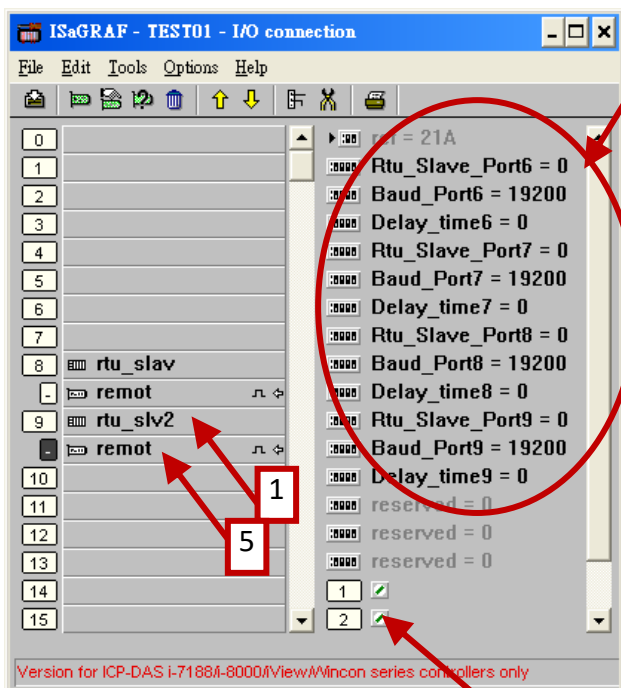 ISaGRAF - TEST01 - I/O connection
File Edit Tools Options Help
0
1
2
3
4
5
6
7
8 rtu_slav
- remot
9 rtu_slv2
- remot
10
11
12
13
14
15
1
5
ref = 21A
Rtu_Slave_Port6 = 0
Baud_Port6 = 19200
Delay_time6 = 0
Rtu_Slave_Port7 = 0
Baud_Port7 = 19200
Delay_time7 = 0
Rtu_Slave_Port8 = 0
Baud_Port8 = 19200
Delay_time8 = 0
Rtu_Slave_Port9 = 0
Baud_Port9 = 19200
Delay_time9 = 0
reserved = 0
reserved = 0
reserved = 0
1
2
Version for ICP-DAS i-7188/i-8000/iView/Wincon series controllers only